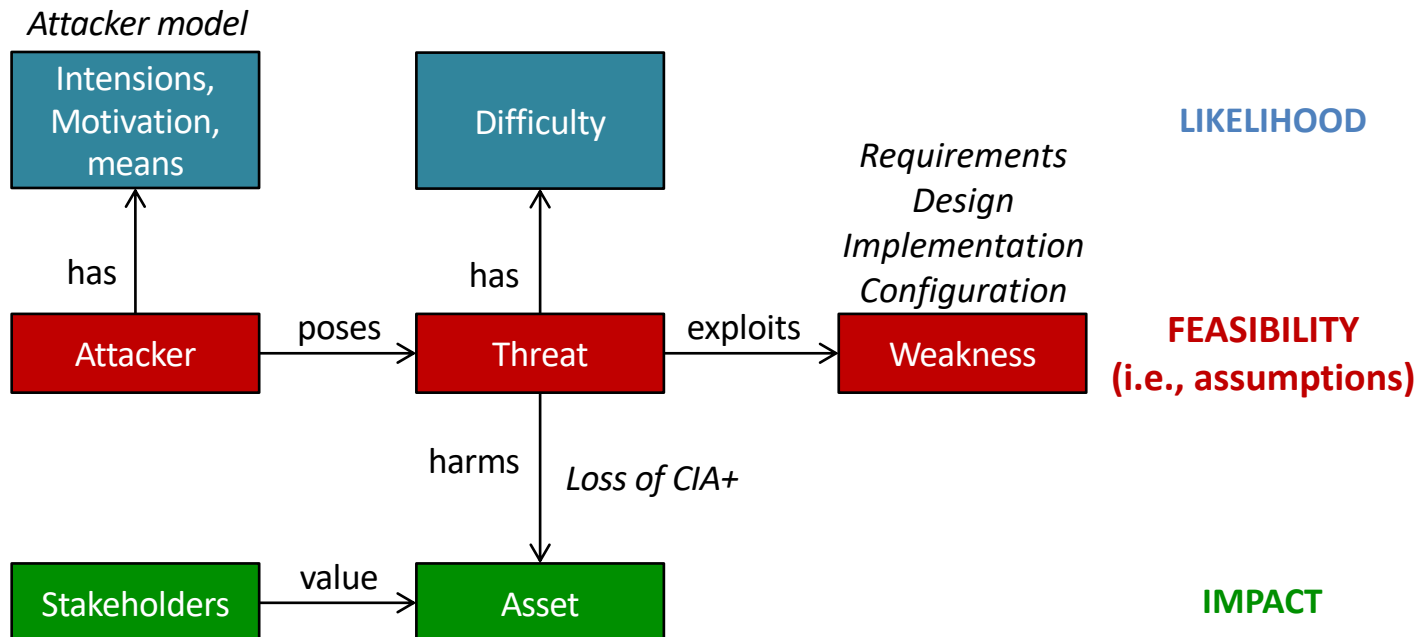 Attacker model
Intensions,
Motivation,
means
Difficulty
LIKELIHOOD
Requirements
Design
Implementation
Configuration
has
has
Attacker
poses
Threat
exploits
Weakness
FEASIBILITY
(i.e., assumptions)
harms
Loss of CIA+
Stakeholders
value
Asset
IMPACT